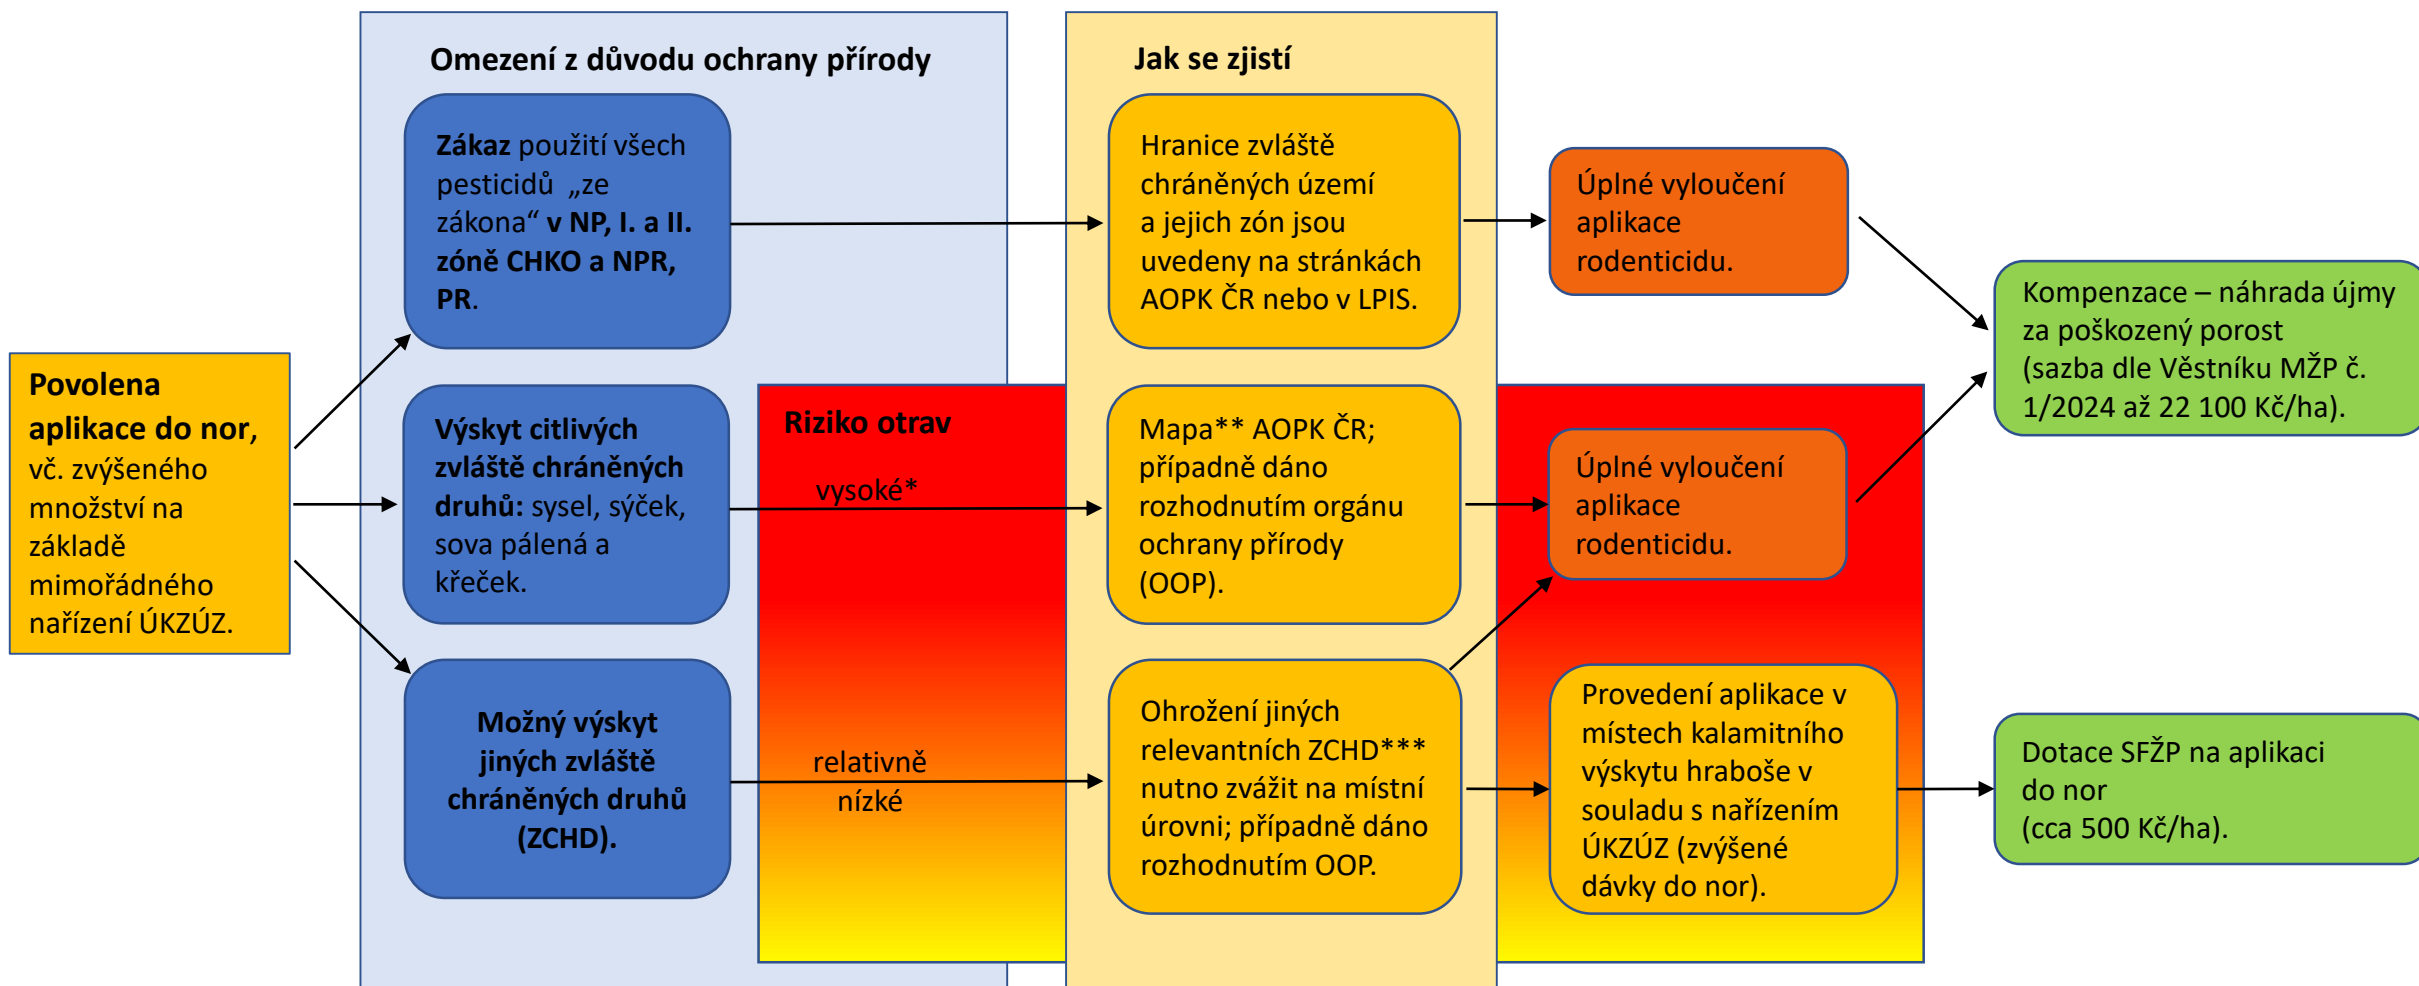 Omezení z důvodu ochrany přírody
Jak se zjistí
Povolena
aplikace do nor,
vč. zvýšeného
množství na
základě
mimořádného
nařízení ÚKZÚZ.
Zákaz použití všech
pesticidů „ze
zákona“ v NP, I. a II.
zóně CHKO a NPR,
PR.
Hranice zvláště
chráněných území
a jejich zón jsou
uvedeny na stránkách
AOPK ČR nebo v LPIS.
Úplné vyloučení
aplikace
rodenticidu.
Kompenzace – náhrada újmy
za poškozený porost
(sazba dle Věstníku MŽP č.
1/2024 až 22 100 Kč/ha).
Výskyt citlivých
zvláště chráněných
druhů: sysel, sýček,
sova pálená a
křeček.
Riziko otrav
vysoké*
Mapa** AOPK ČR;
případně dáno
rozhodnutím orgánu
ochrany přírody
(OOP).
Úplné vyloučení
aplikace
rodenticidu.
Možný výskyt
jiných zvláště
chráněných druhů
(ZCHD).
relativně
nízké
Ohrožení jiných
relevantních ZCHD***
nutno zvážit na místní
úrovni; případně dáno
rozhodnutím OOP.
Provedení aplikace v
místech kalamitního
výskytu hraboše v
souladu s nařízením
ÚKZÚZ (zvýšené
dávky do nor).
Dotace SFŽP na aplikaci
do nor
(cca 500 Kč/ha).